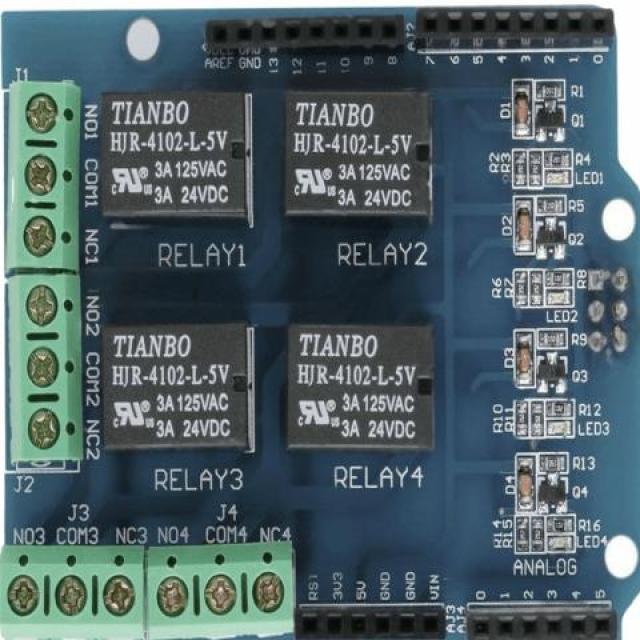 AREF GND 13 12 11 10 9 8
AJ2
7 6 5 4 3 2 1 0
J1
NO1 COM1 NC1
TIANBO
HJR-4102-L-5V
3A 125VAC
3A 24VDC
RELAY1
TIANBO
HJR-4102-L-5V
3A 125VAC
3A 24VDC
RELAY2
D1
R1
Q1
R2
R3
R4
LED1
D2
R5
Q2
R6
R7
R8
LED2
NO2 COM2 NC2
J2
TIANBO
HJR-4102-L-5V
3A 125VAC
3A 24VDC
RELAY3
TIANBO
HJR-4102-L-5V
3A 125VAC
3A 24VDC
RELAY4
D3
R9
Q3
R10
R11
R12
LED3
D4
R13
Q4
R14
R15
R16
LED4
J3
NO3 COM3 NC3
J4
NO4 COM4 NC4
RST 3V3 5V GND GND VIN
AJ3
AJ4
ANALOG
0 1 2 3 4 5